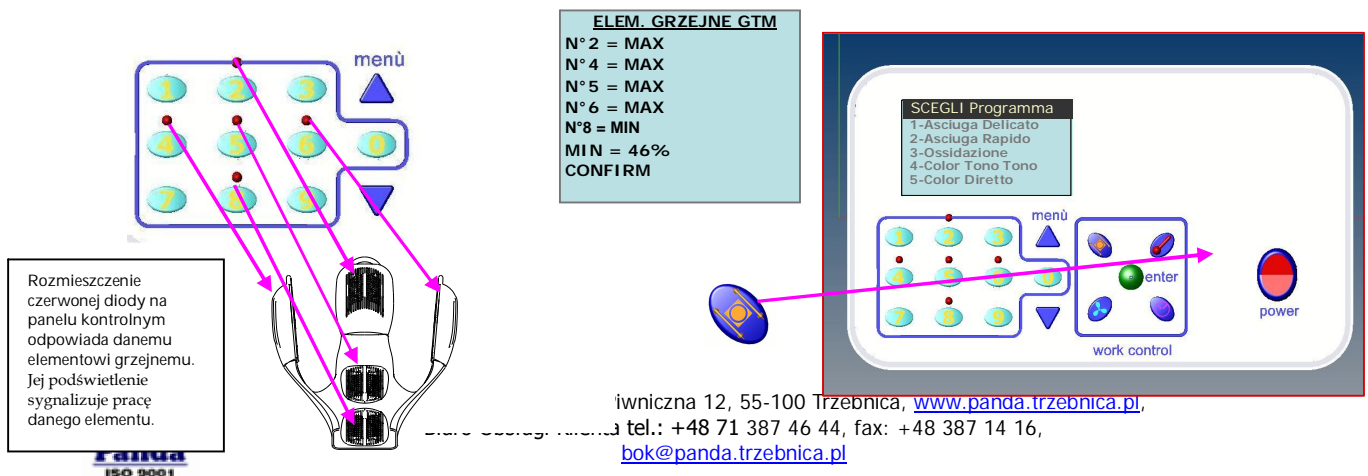 menù
1 2 3
4 5 6 0
7 8 9
Rozmieszczenie
czerwonej diody na
panelu kontrolnym
odpowiada danemu
elementowi grzejnemu.
Jej podświetlenie
sygnalizuje pracę
danego elementu.
ELEM. GRZEJNE GTM
N°2 = MAX
N°4 = MAX
N°5 = MAX
N°6 = MAX
N°8 = MIN
MIN = 46%
CONFIRM
SCEGLI Programma
1-Asciuga Delicato
2-Asciuga Rapido
3-Ossidazione
4-Color Tono Tono
5-Color Diretto
menù
1 2 3
4 5 6 0
7 8 9
enter
work control
power
iwniczna 12, 55-100 Trzebnica, www.panda.trzebnica.pl,
tel.: +48 71 387 46 44, fax: +48 387 14 16,
bok@panda.trzebnica.pl
Panda
ISO 9001